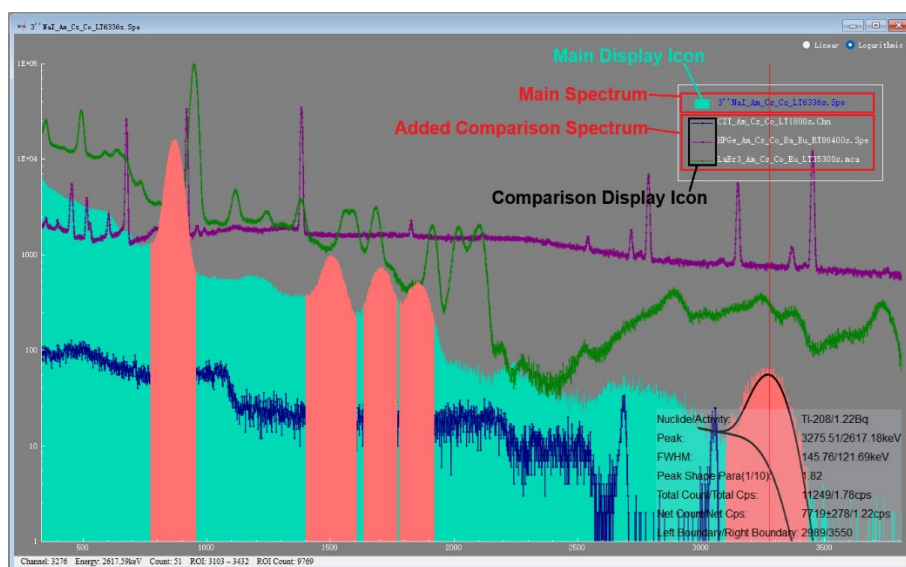 3''NaI_Am_Cs_Co_LT6336s.Spe
Linear Logarithmic
Main Display Icon
Main Spectrum
3''NaI_Am_Cs_Co_LT6336s.Spe
Added Comparison Spectrum
CZT_Am_Cs_Co_LT1800s.Chn
HPGe_Am_Cs_Co_Ba_Eu_RT86400s.Spe
LaBr3_Am_Cs_Co_Eu_LT35300s.mca
Comparison Display Icon
1E+05
1E+04
1000
100
10
1
Nuclide/Activity: Tl-208/1.22Bq
Peak: 3275.51/2617.18keV
FWHM: 145.76/121.69keV
Peak Shape Para(1/10): 1.82
Total Count/Total Cps: 11249/1.78cps
Net Count/Net Cps: 7719±278/1.22cps
Left Boundary/Right Boundary: 2989/3550
500 1000 1500 2000 2500 3000 3500
Channel: 3276 Energy: 2617.59keV Count: 51 ROI: 3103 ~ 3432 ROI Count: 9769